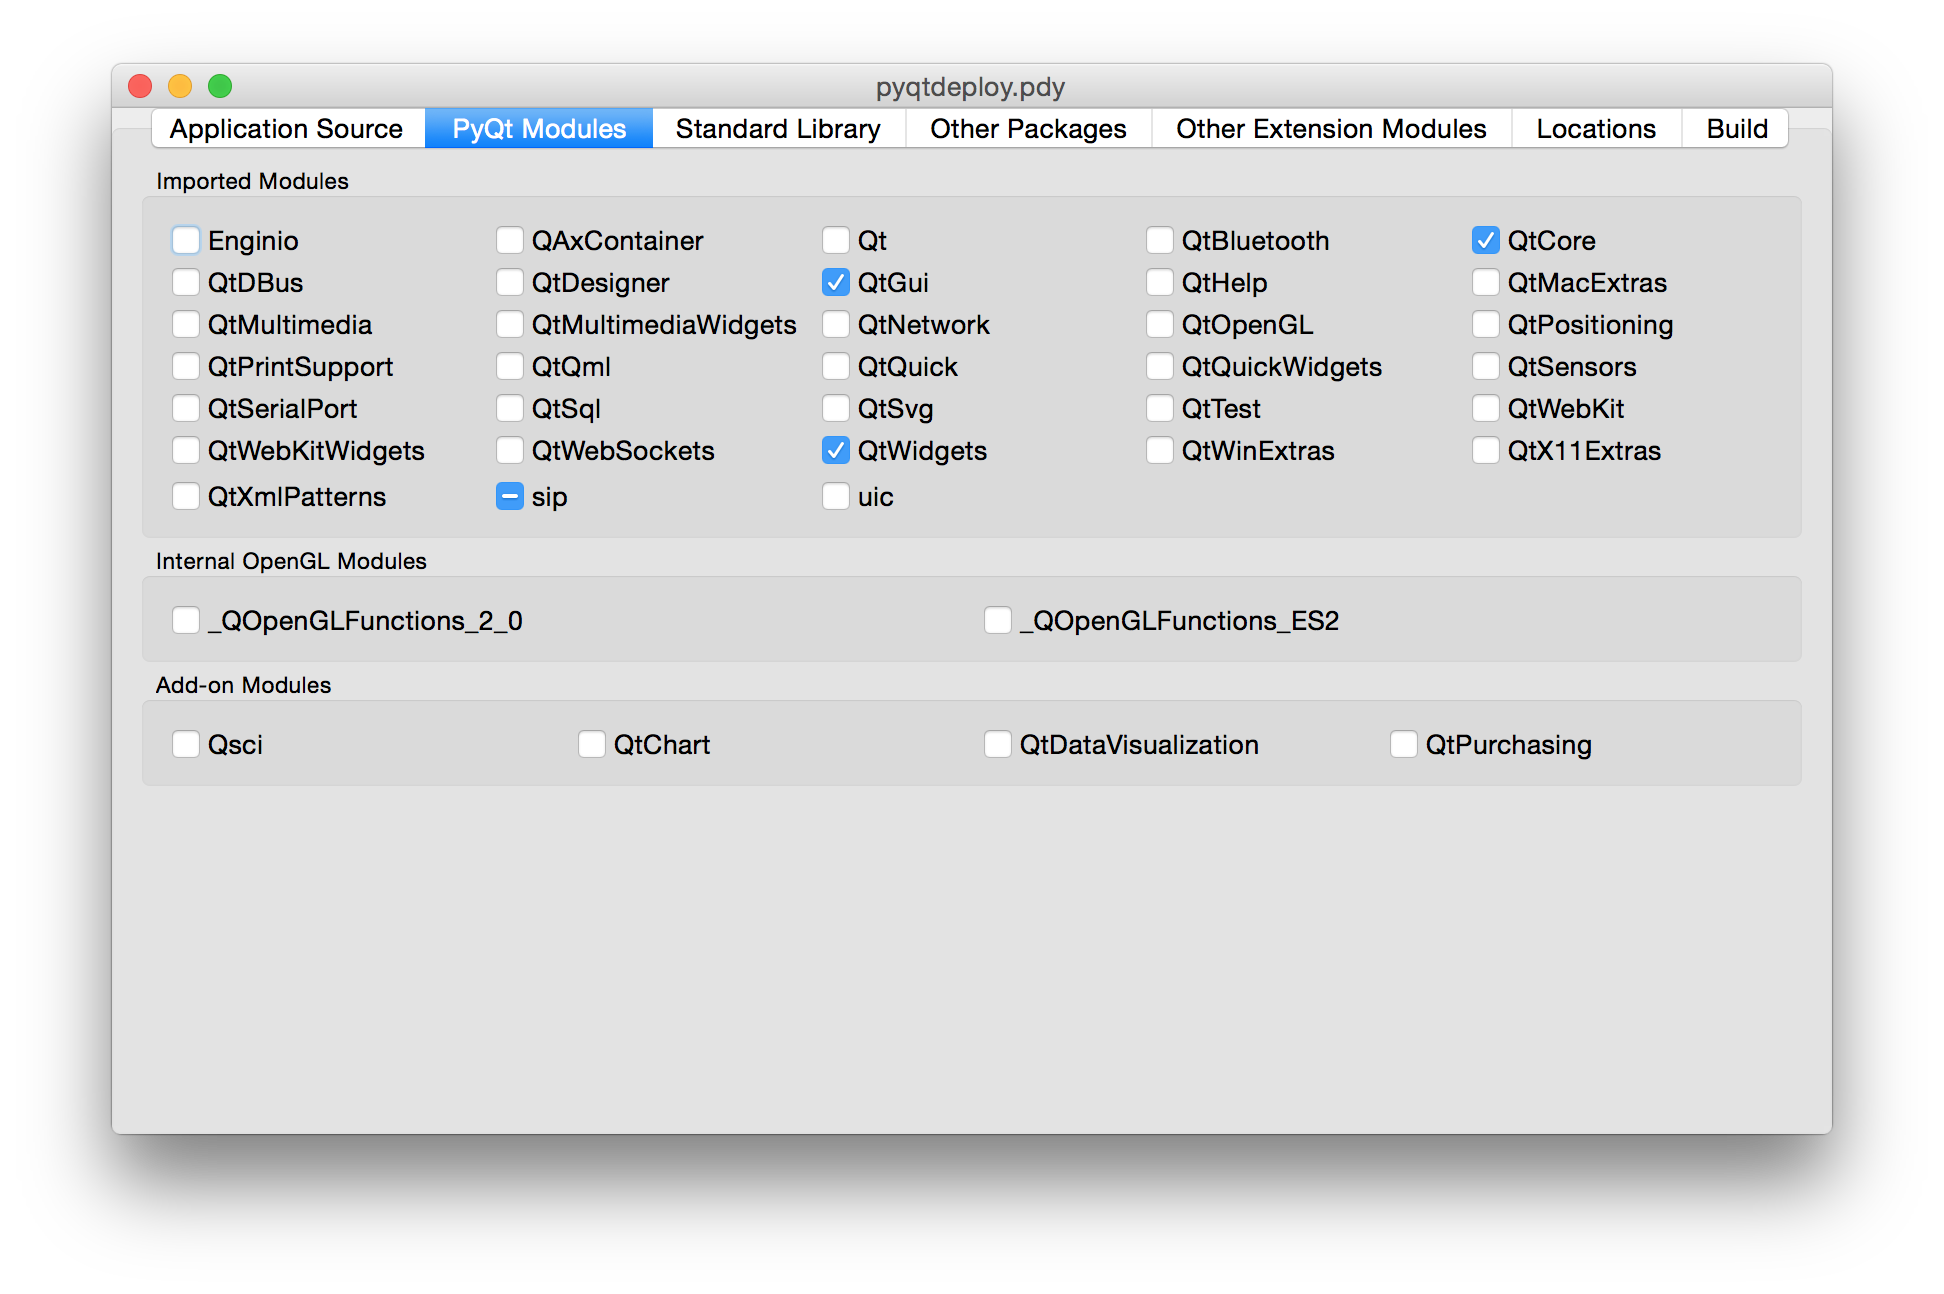 pyqtdeploy.pdy
Application Source PyQt Modules Standard Library Other Packages Other Extension Modules Locations Build
Imported Modules
Enginio QAxContainer Qt QtBluetooth QtCore
QtDBus QtDesigner QtGui QtHelp QtMacExtras
QtMultimedia QtMultimediaWidgets QtNetwork QtOpenGL QtPositioning
QtPrintSupport QtQml QtQuick QtQuickWidgets QtSensors
QtSerialPort QtSql QtSvg QtTest QtWebKit
QtWebKitWidgets QtWebSockets QtWidgets QtWinExtras QtX11Extras
QtXmlPatterns sip uic
Internal OpenGL Modules
_QOpenGLFunctions_2_0 _QOpenGLFunctions_ES2
Add-on Modules
Qsci QtChart QtDataVisualization QtPurchasing